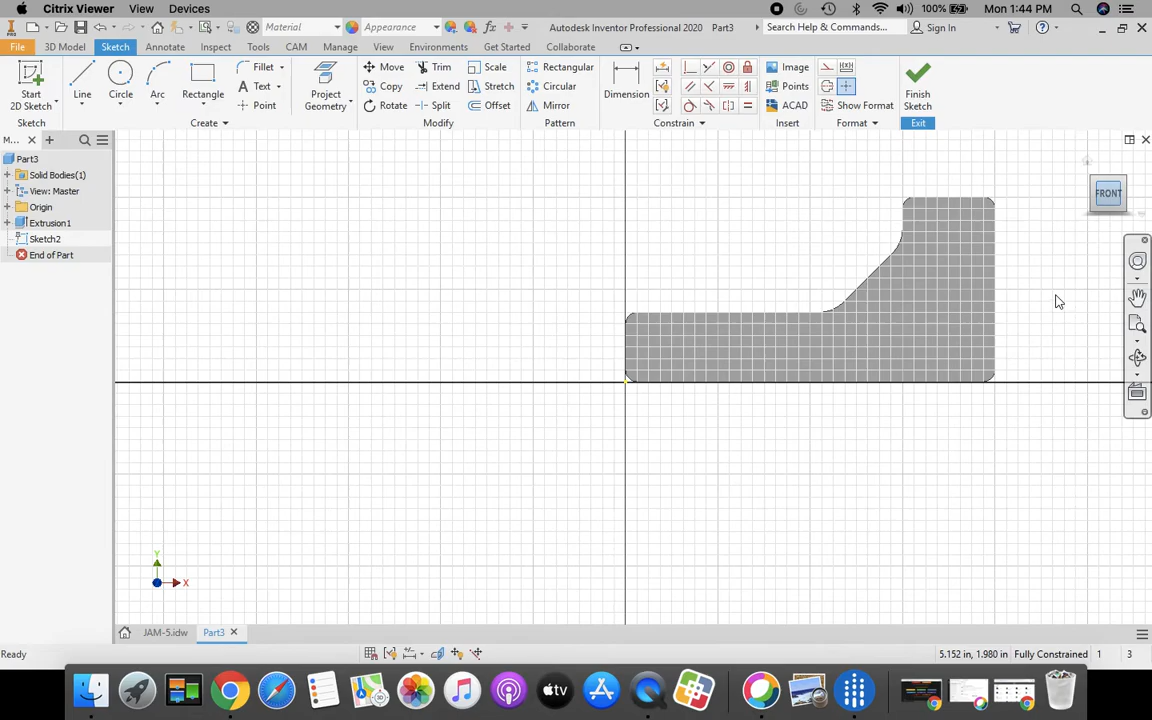 Citrix Viewer View Devices 100% Mon 1:44 PM
PRO Material Appearance fx Autodesk Inventor Professional 2020 Part3 Search Help & Commands... Sign In
File 3D Model Sketch Annotate Inspect Tools CAM Manage View Environments Get Started Collaborate
Start 2D Sketch Line Circle Arc Rectangle Fillet Text Point Project Geometry Move Copy Rotate Trim Extend Split Scale Stretch Offset Rectangular Circular Mirror Dimension Image Points ACAD Show Format Finish Sketch
Sketch Create Modify Pattern Constrain Insert Format Exit
M...
Part3
Solid Bodies(1)
View: Master
Origin
Extrusion1
Sketch2
End of Part
FRONT
Y
X
JAM-5.idw Part3
Ready 5.152 in, 1.980 in Fully Constrained 1 3
tv